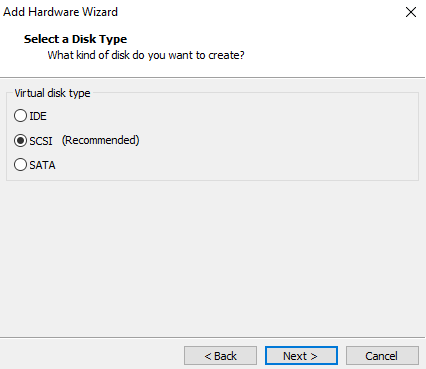 Add Hardware Wizard
Select a Disk Type
What kind of disk do you want to create?
Virtual disk type
IDE
SCSI (Recommended)
SATA
< Back Next > Cancel